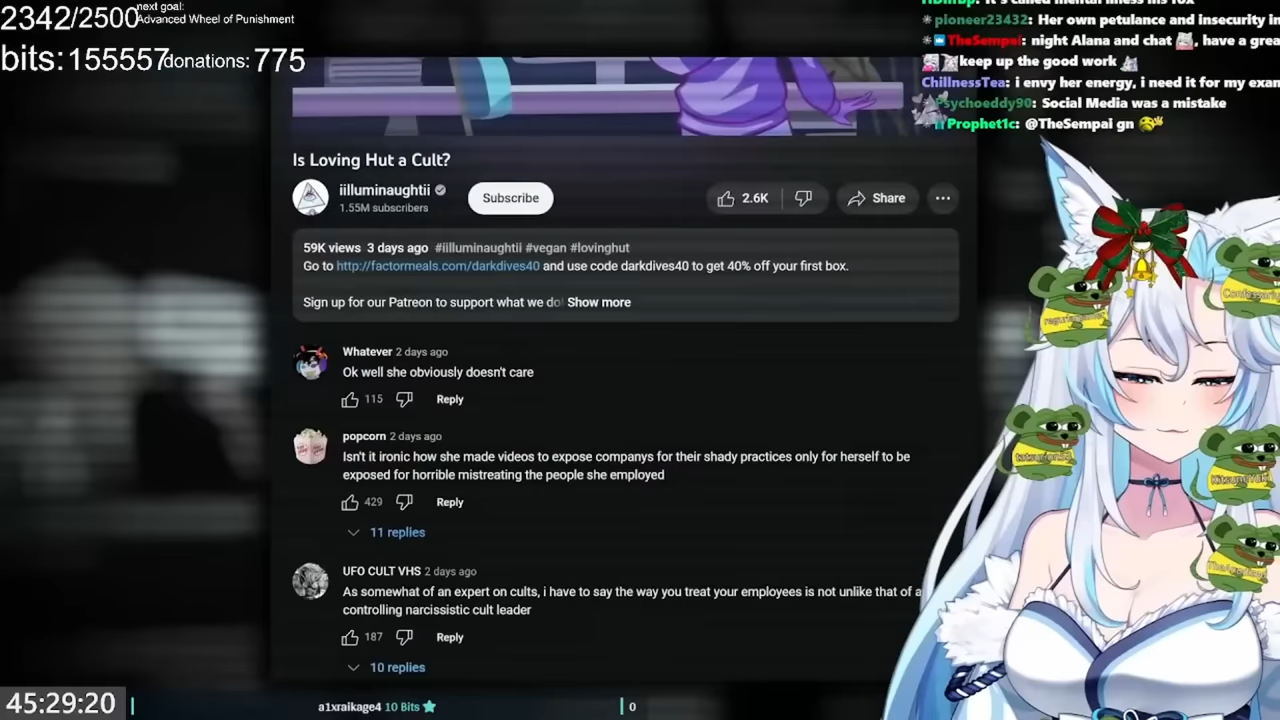 2342/2500
next goal:
Advanced Wheel of Punishment
bits:155557
donations: 775
ploneer23432: Her own petulance and insecurity in
TheSempai: night Alana and chat, have a grea
keep up the good work
ChillnessTea: i envy her energy, i need it for my exam
Psychoeddy90: Social Media was a mistake
Prophet1c: @TheSempai gn
Is Loving Hut a Cult?
iilluminaughtii
1.55M subscribers
Subscribe
2.6K
Share
59K views 3 days ago #iilluminaughtii #vegan #lovinghut
Go to http://factormeals.com/darkdives40 and use code darkdives40 to get 40% off your first box.
Sign up for our Patreon to support what we do! Show more
Whatever 2 days ago
Ok well she obviously doesn't care
115 Reply
popcorn 2 days ago
Isn't it ironic how she made videos to expose companys for their shady practices only for herself to be
exposed for horrible mistreating the people she employed
429 Reply
11 replies
UFO CULT VHS 2 days ago
As somewhat of an expert on cults, i have to say the way you treat your employees is not unlike that of a
controlling narcissistic cult leader
187 Reply
10 replies
45:29:20
a1xraikage4 10 Bits
0